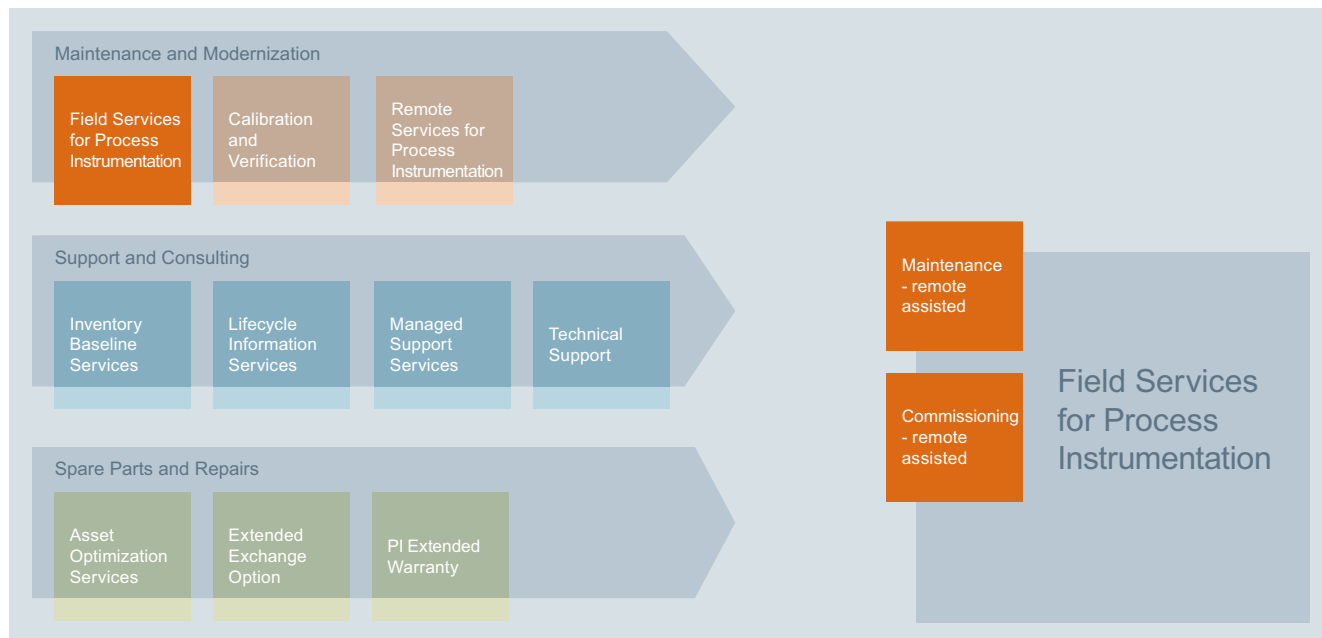 Maintenance and Modernization
Field Services
for Process
Instrumentation
Calibration
and
Verification
Remote
Services for
Process
Instrumentation
Support and Consulting
Inventory
Baseline
Services
Lifecycle
Information
Services
Managed
Support
Services
Technical
Support
Spare Parts and Repairs
Asset
Optimization
Services
Extended
Exchange
Option
PI Extended
Warranty
Maintenance
- remote
assisted
Commissioning
- remote
assisted
Field Services
for Process
Instrumentation